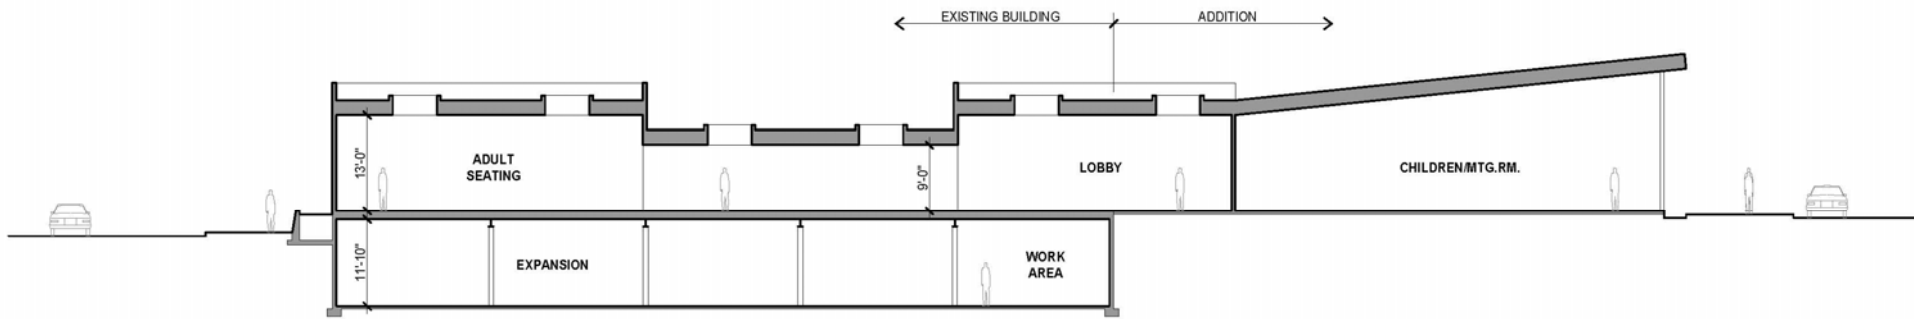 EXISTING BUILDING
ADDITION
13'-0"
ADULT
SEATING
9'-0"
LOBBY
CHILDREN/MTG.RM.
11'-10"
EXPANSION
WORK
AREA